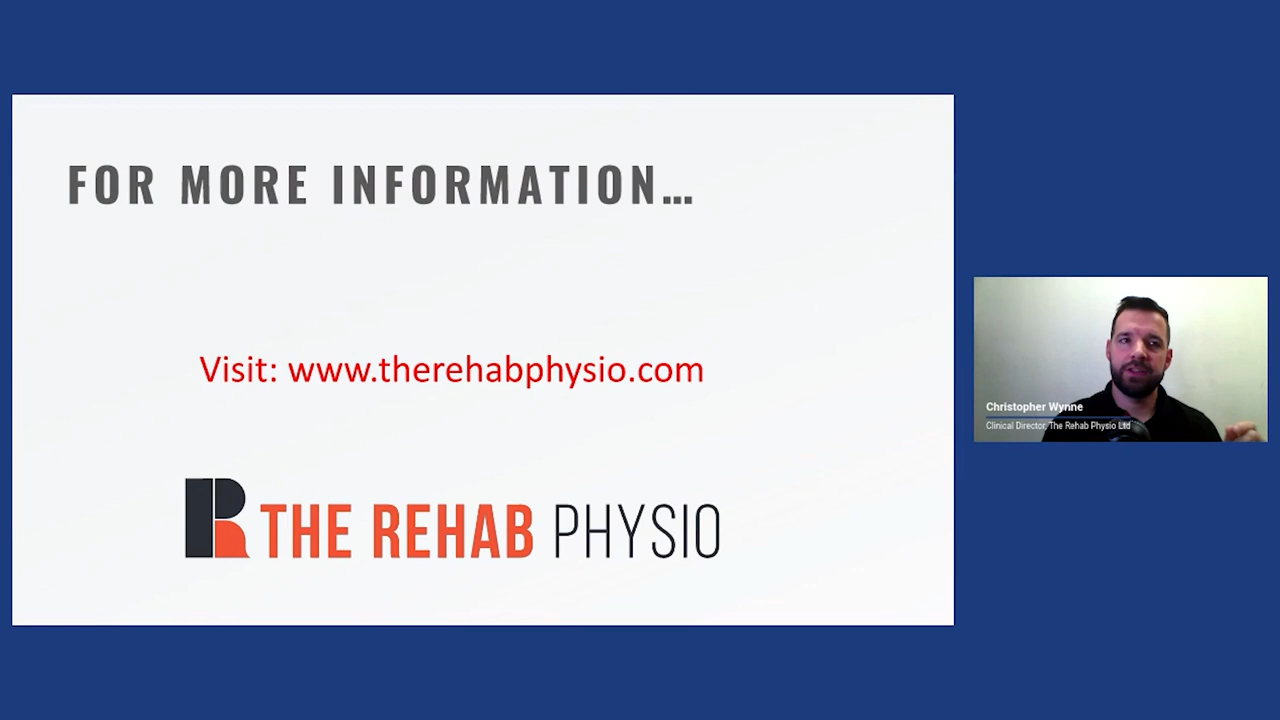 FOR MORE INFORMATION…
Visit: www.therehabphysio.com
THE REHAB PHYSIO
Christopher Wynne
Clinical Director, The Rehab Physio Ltd